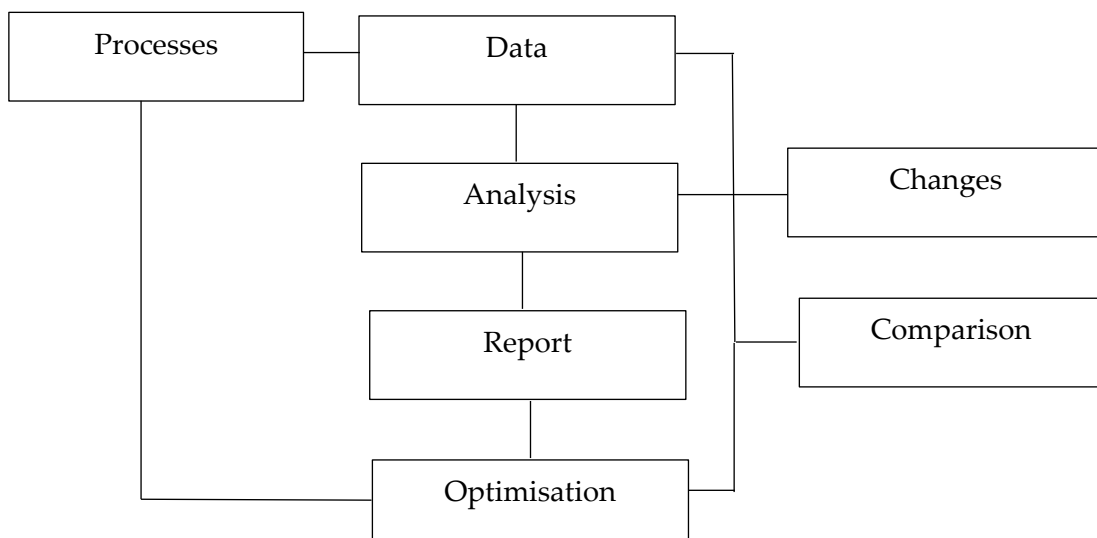 Processes
Data
Analysis
Changes
Report
Comparison
Optimisation